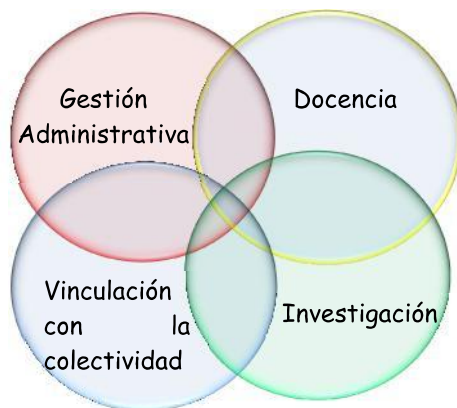 Gestión
Administrativa
Docencia
Vinculación
con la
colectividad
Investigación